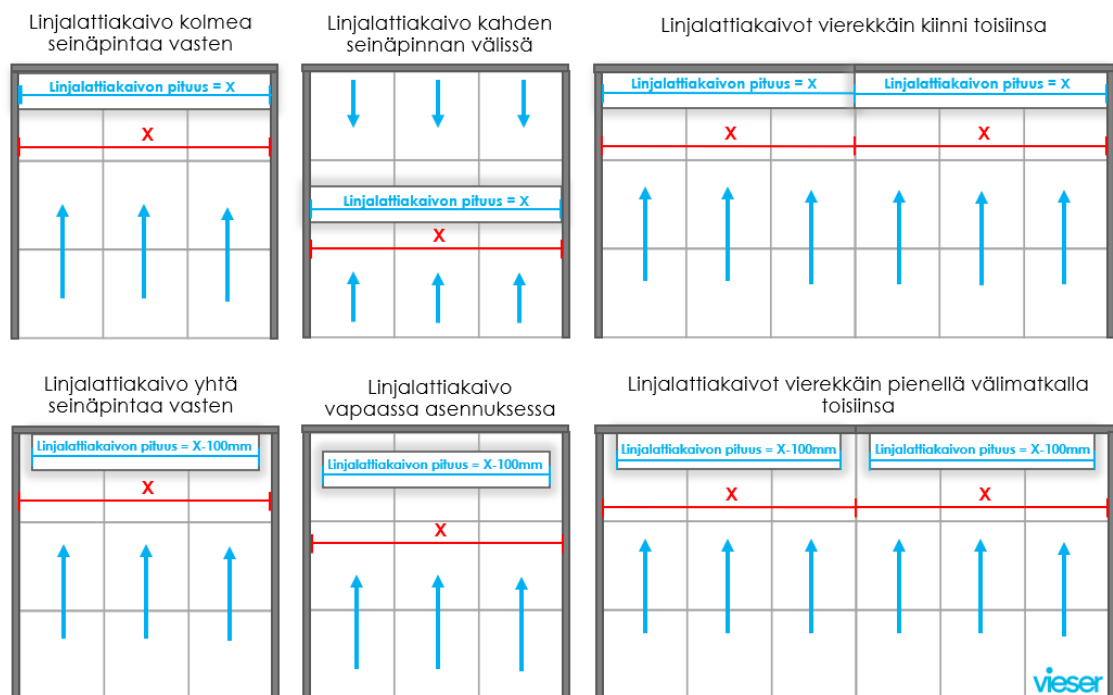 Linjalattiakaivo kolmea
seinäpintaa vasten
Linjalattiakaivon pituus = X
X
Linjalattiakaivo kahden
seinäpinnan välissä
Linjalattiakaivon pituus = X
X
Linjalattiakaivot vierekkäin kiinni toisiinsa
Linjalattiakaivon pituus = X
Linjalattiakaivon pituus = X
X
X
Linjalattiakaivo yhtä
seinäpintaa vasten
Linjalattiakaivon pituus = X-100mm
X
Linjalattiakaivo
vapaassa asennuksessa
Linjalattiakaivon pituus = X-100mm
X
Linjalattiakaivot vierekkäin pienellä välimatkalla
toisiinsa
Linjalattiakaivon pituus = X-100mm
Linjalattiakaivon pituus = X-100mm
X
X
vieser